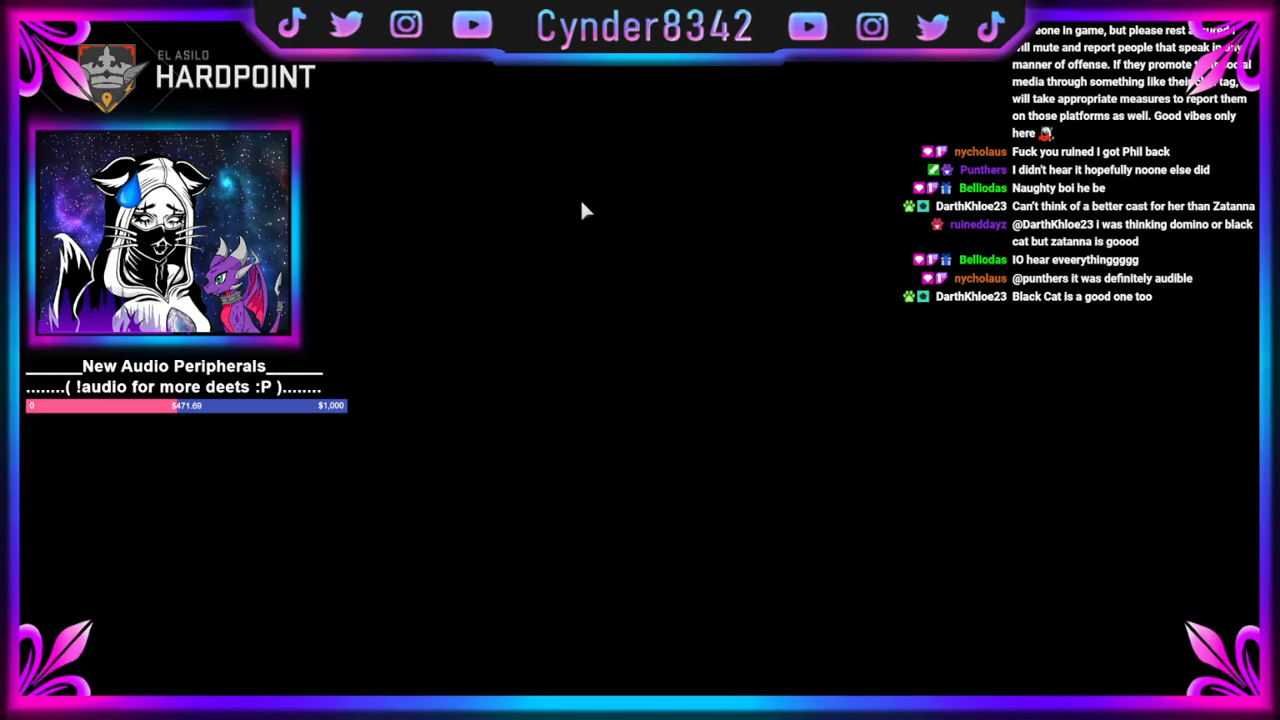 Cynder8342
EL ASILO
HARDPOINT
in game, but please rest
mute and report people that speak in
manner of offense. If they promote
media through something like their tag,
will take appropriate measures to report them
on those platforms as well. Good vibes only
here
nycholaus Fuck you ruined I got Phil back
Punthers I didn't hear it hopefully noone else did
Belliodas Naughty boi he be
DarthKhloe23 Can't think of a better cast for her than Zatanna
ruineddayz @DarthKhloe23 i was thinking domino or black
cat but zatanna is goood
Belliodas IO hear eveerythinggggg
nycholaus @punthers it was definitely audible
DarthKhloe23 Black Cat is a good one too
______New Audio Peripherals______
........( !audio for more deets :P )........
0 $471.69 $1,000